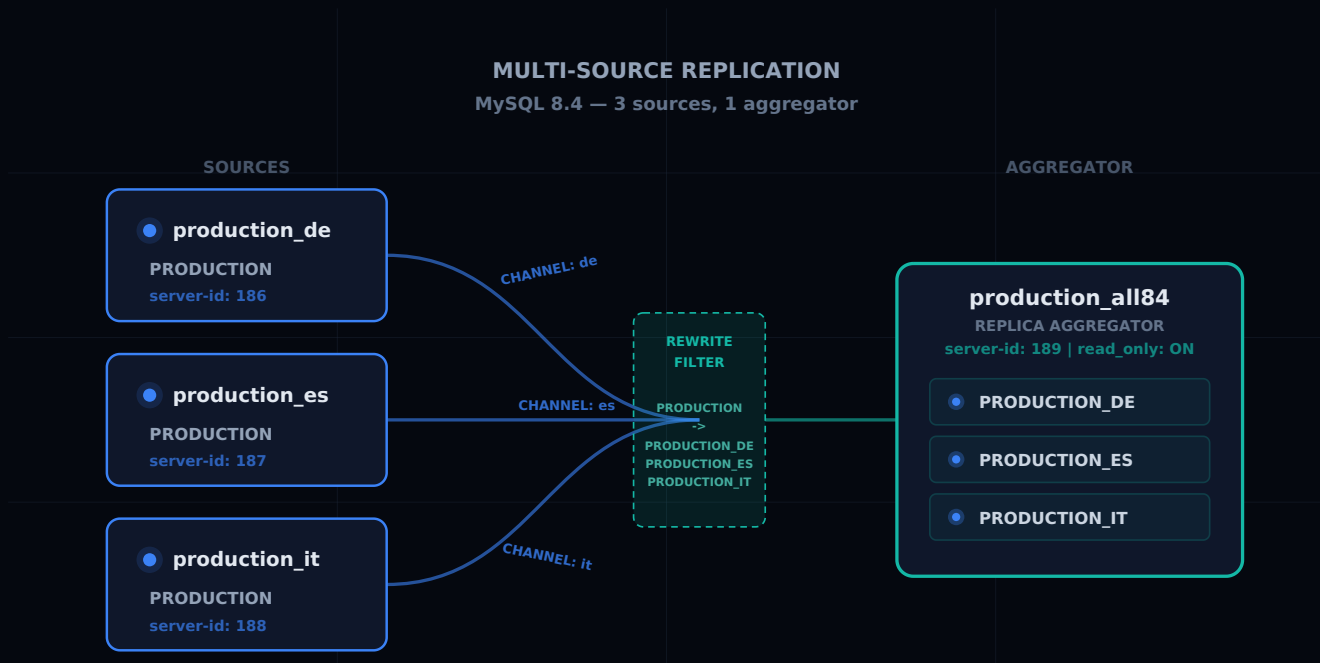 MULTI-SOURCE REPLICATION
MySQL 8.4 — 3 sources, 1 aggregator
SOURCES
production_de
PRODUCTION
server-id: 186
production_es
PRODUCTION
server-id: 187
production_it
PRODUCTION
server-id: 188
CHANNEL: de
CHANNEL: es
CHANNEL: it
REWRITE
FILTER
PRODUCTION
->
PRODUCTION_DE
PRODUCTION_ES
PRODUCTION_IT
AGGREGATOR
production_all84
REPLICA AGGREGATOR
server-id: 189 | read_only: ON
PRODUCTION_DE
PRODUCTION_ES
PRODUCTION_IT